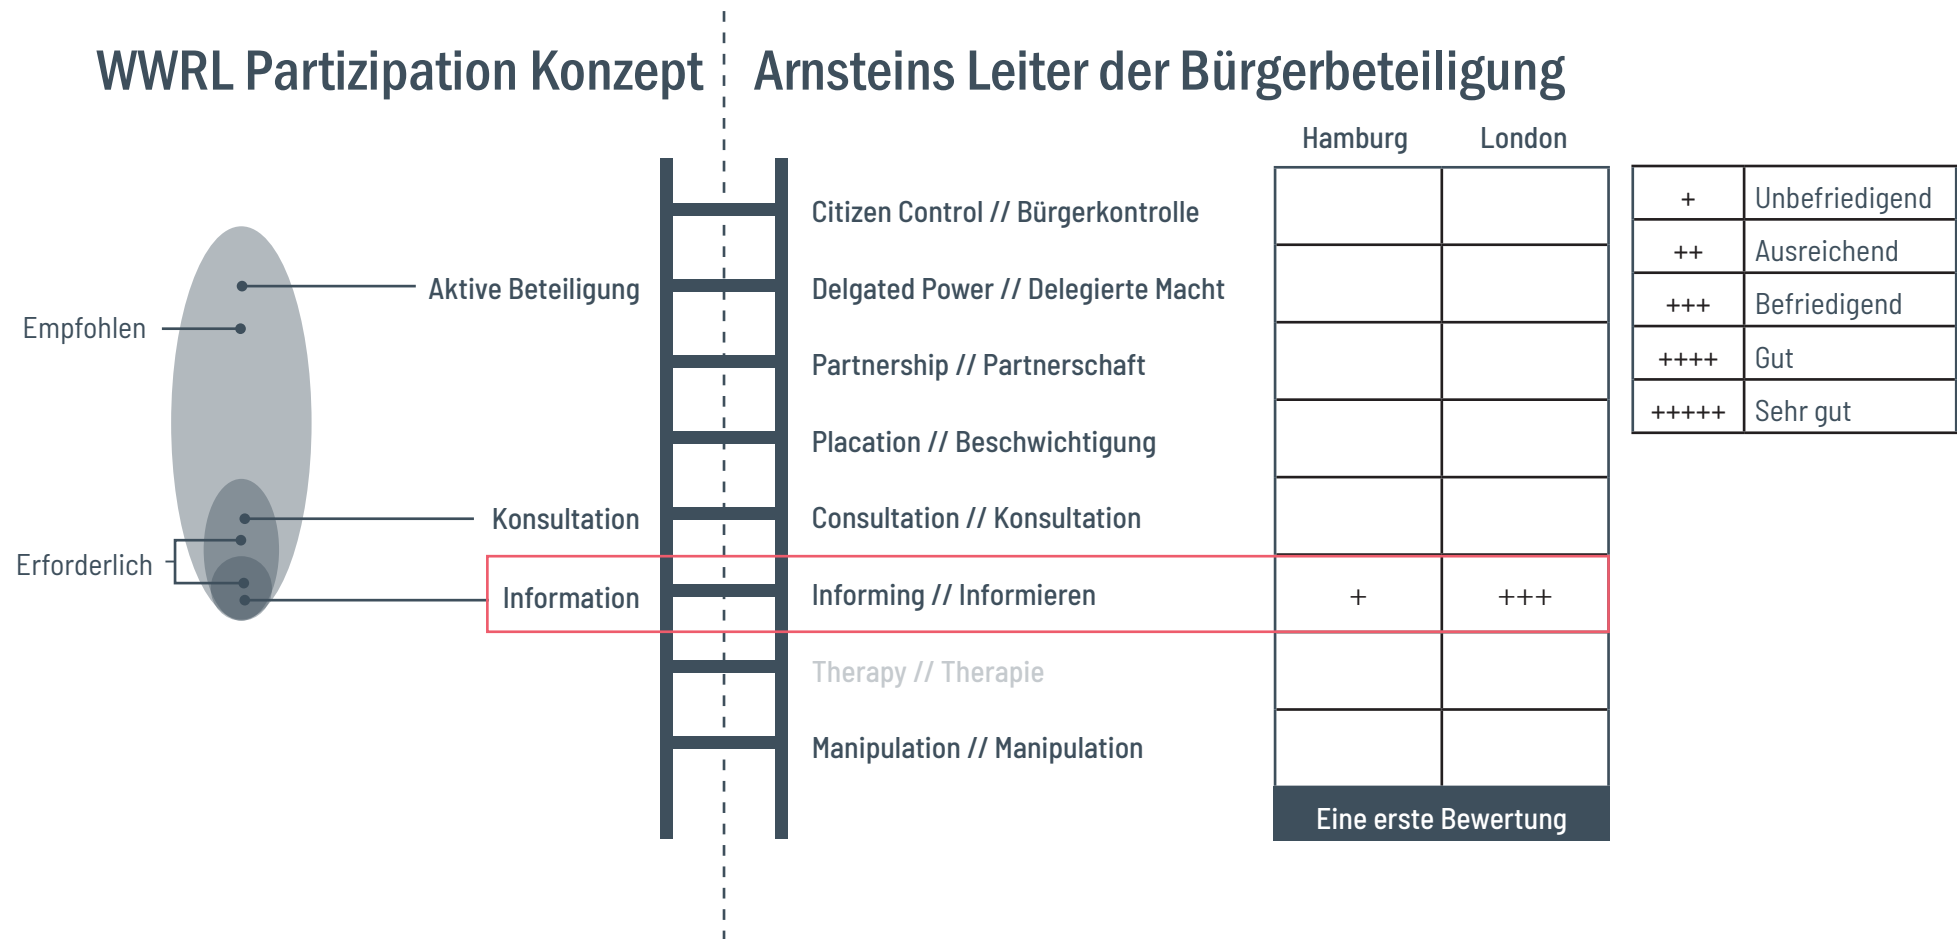 WWRL Partizipation Konzept
Arnsteins Leiter der Bürgerbeteiligung
Hamburg
London
Citizen Control // Bürgerkontrolle
Aktive Beteiligung
Delgated Power // Delegierte Macht
Empfohlen
Partnership // Partnerschaft
Placation // Beschwichtigung
Konsultation
Consultation // Konsultation
Erforderlich
Information
Informing // Informieren
+
+++
Therapy // Therapie
Manipulation // Manipulation
Eine erste Bewertung
+ Unbefriedigend
++ Ausreichend
+++ Befriedigend
++++ Gut
+++++ Sehr gut